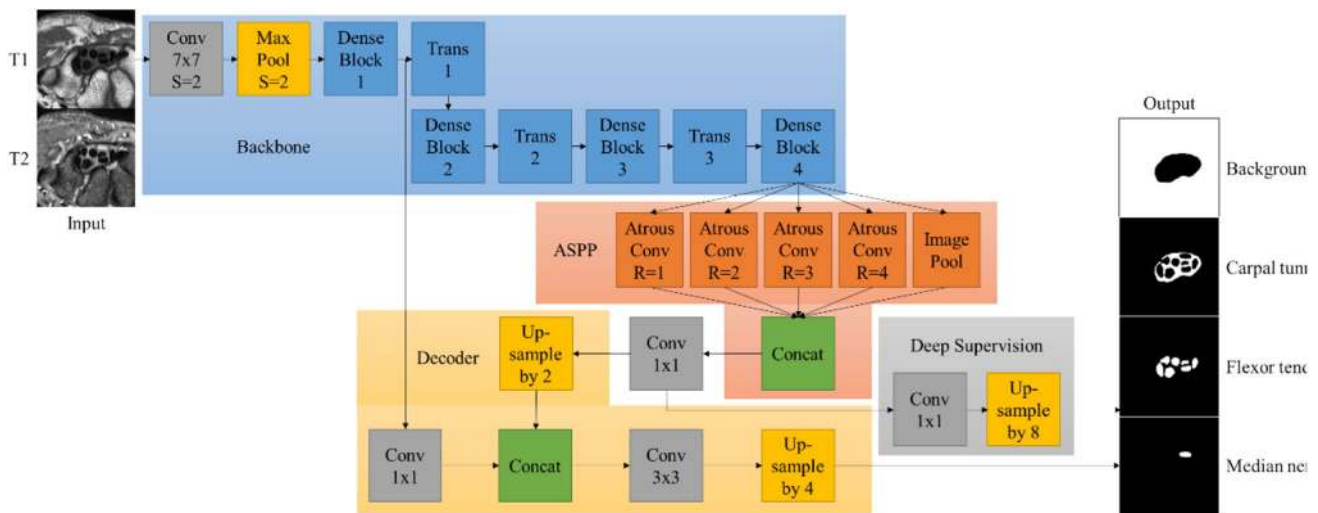 T1
T2
Input
Conv
7x7
S=2
Max
Pool
S=2
Dense
Block
1
Trans
1
Backbone
Dense
Block
2
Trans
2
Dense
Block
3
Trans
3
Dense
Block
4
ASPP
Atrous
Conv
R=1
Atrous
Conv
R=2
Atrous
Conv
R=3
Atrous
Conv
R=4
Image
Pool
Decoder
Up-
sample
by 2
Conv
1x1
Concat
Deep Supervision
Conv
1x1
Up-
sample
by 8
Conv
1x1
Concat
Conv
3x3
Up-
sample
by 4
Output
Backgroun
Carpal tunn
Flexor tend
Median ner